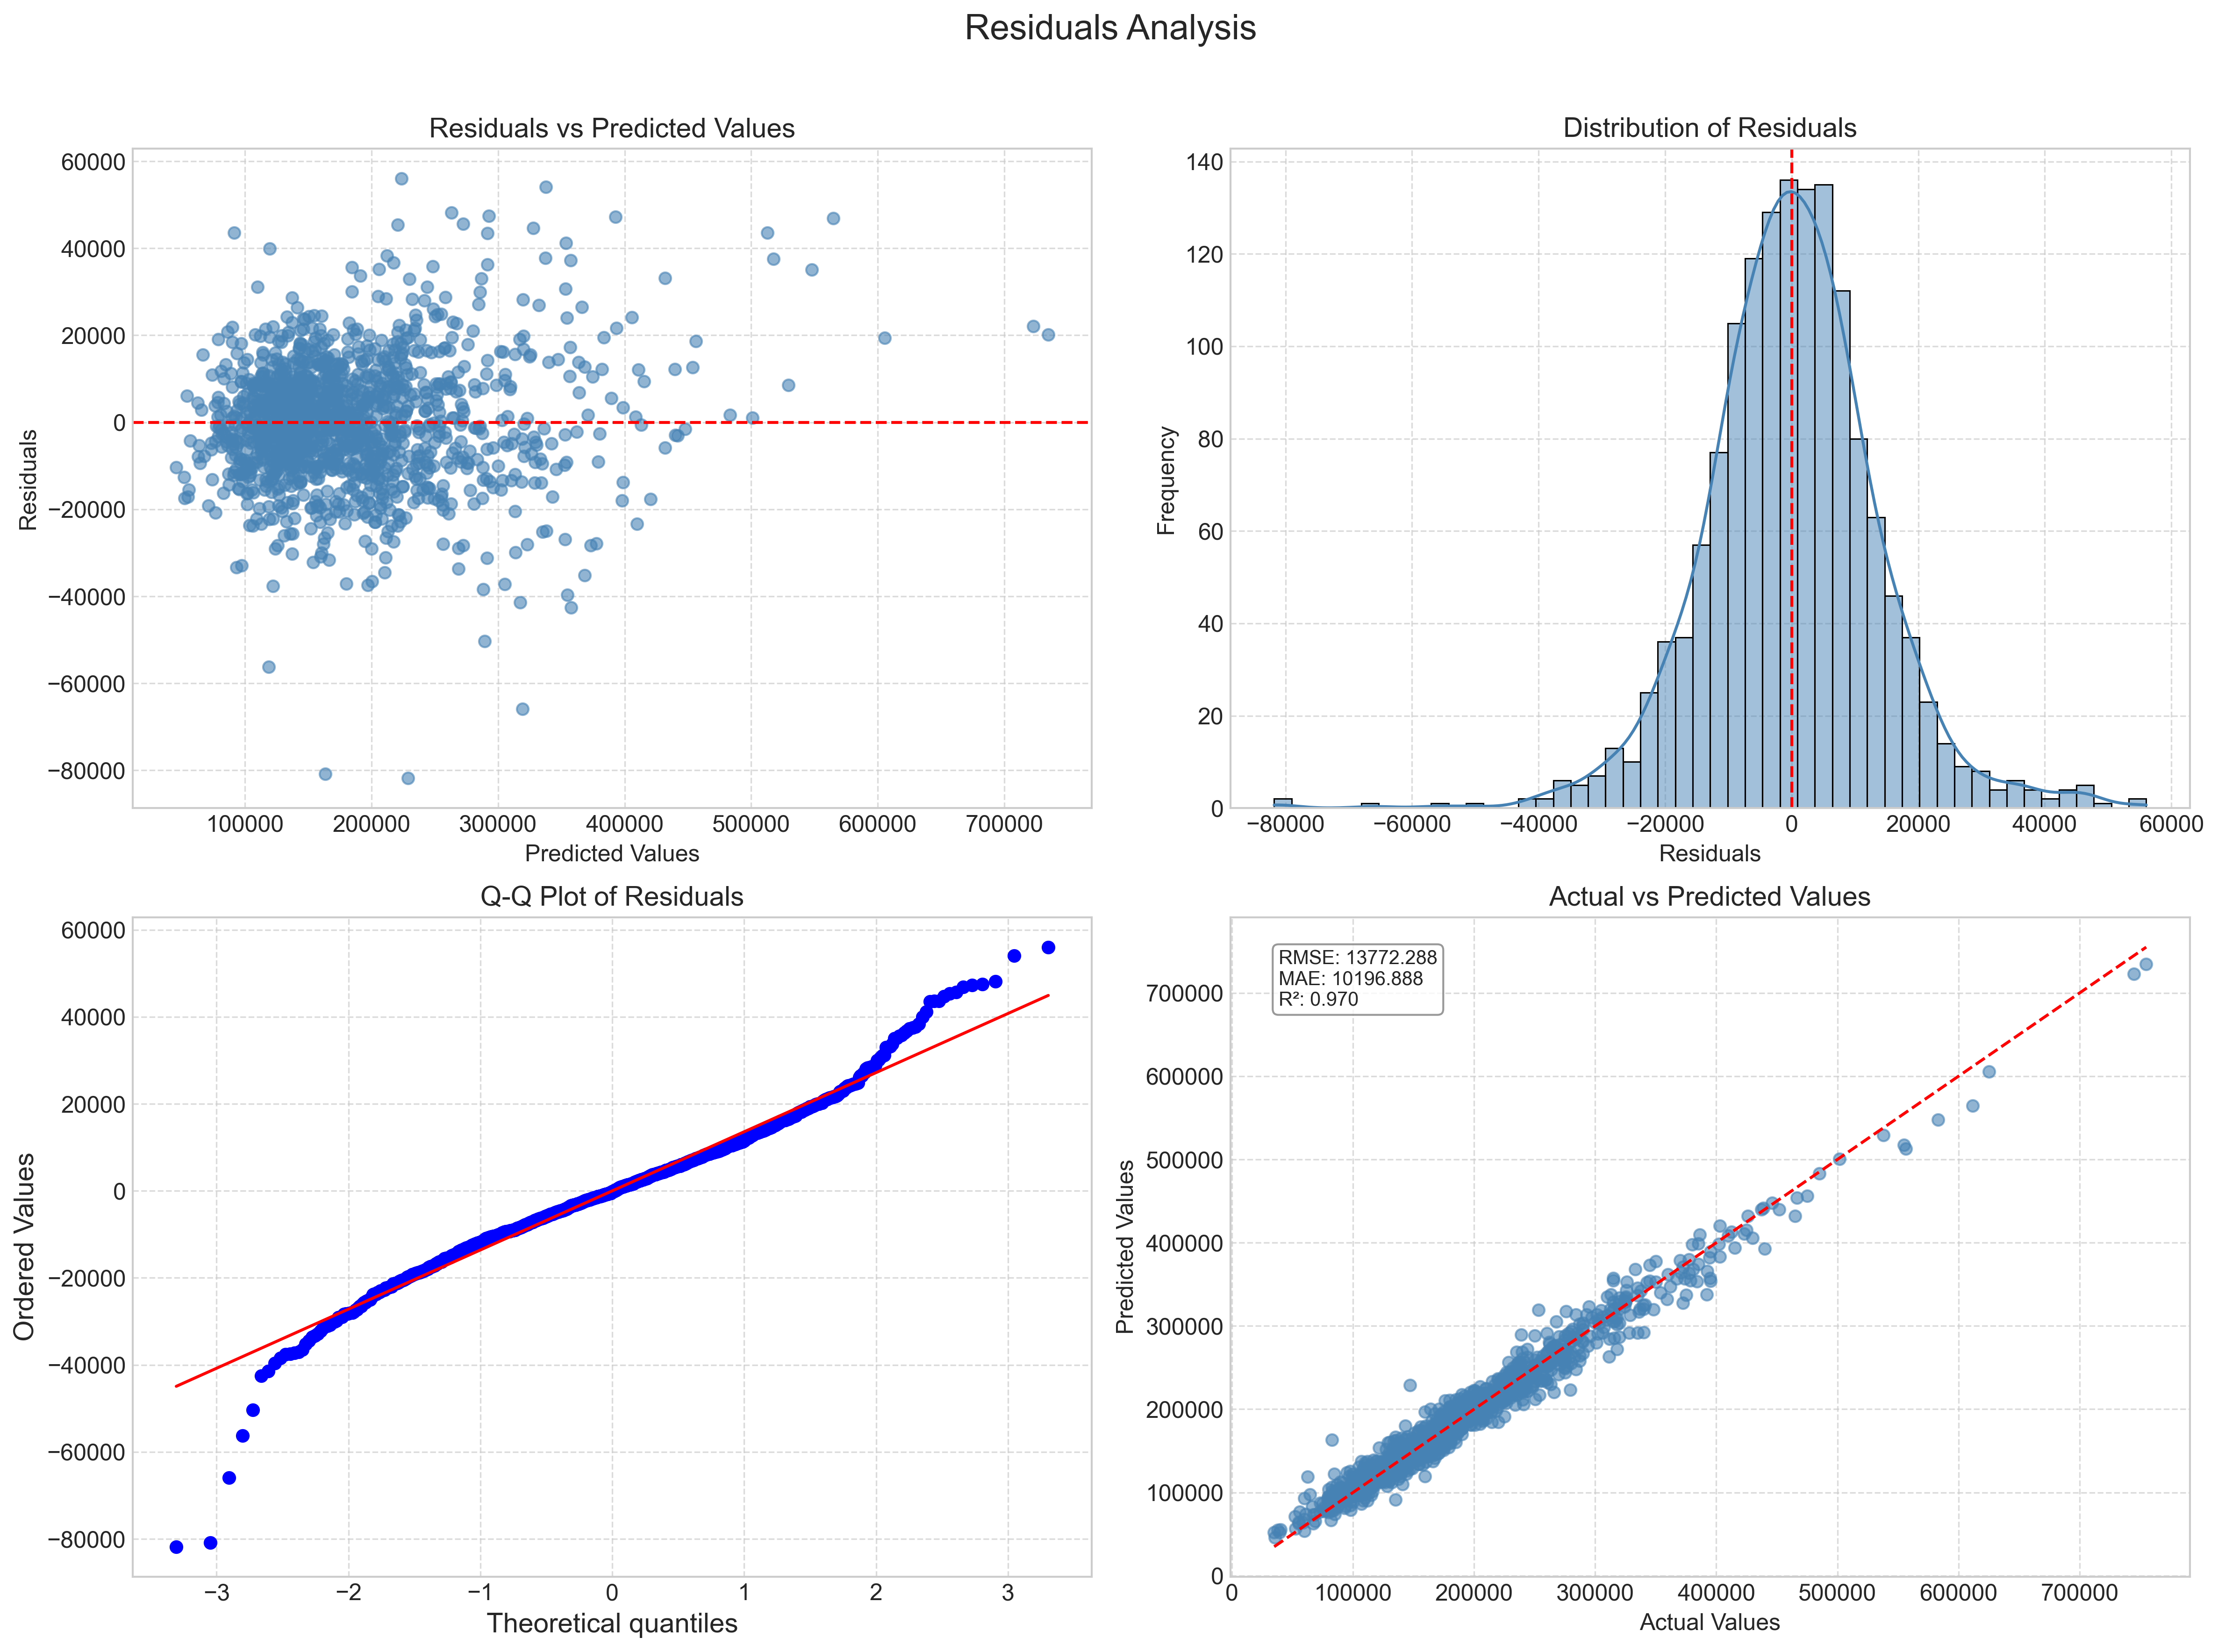 Residuals Analysis
Residuals vs Predicted Values
60000
40000
20000
0
−20000
−40000
−60000
−80000
Residuals
100000 200000 300000 400000 500000 600000 700000
Predicted Values
Distribution of Residuals
140
120
100
80
60
40
20
0
Frequency
−80000 −60000 −40000 −20000 0 20000 40000 60000
Residuals
Q-Q Plot of Residuals
60000
40000
20000
0
−20000
−40000
−60000
−80000
Ordered Values
−3 −2 −1 0 1 2 3
Theoretical quantiles
Actual vs Predicted Values
RMSE: 13772.288
MAE: 10196.888
R²: 0.970
700000
600000
500000
400000
300000
200000
100000
0
Predicted Values
0 100000 200000 300000 400000 500000 600000 700000
Actual Values